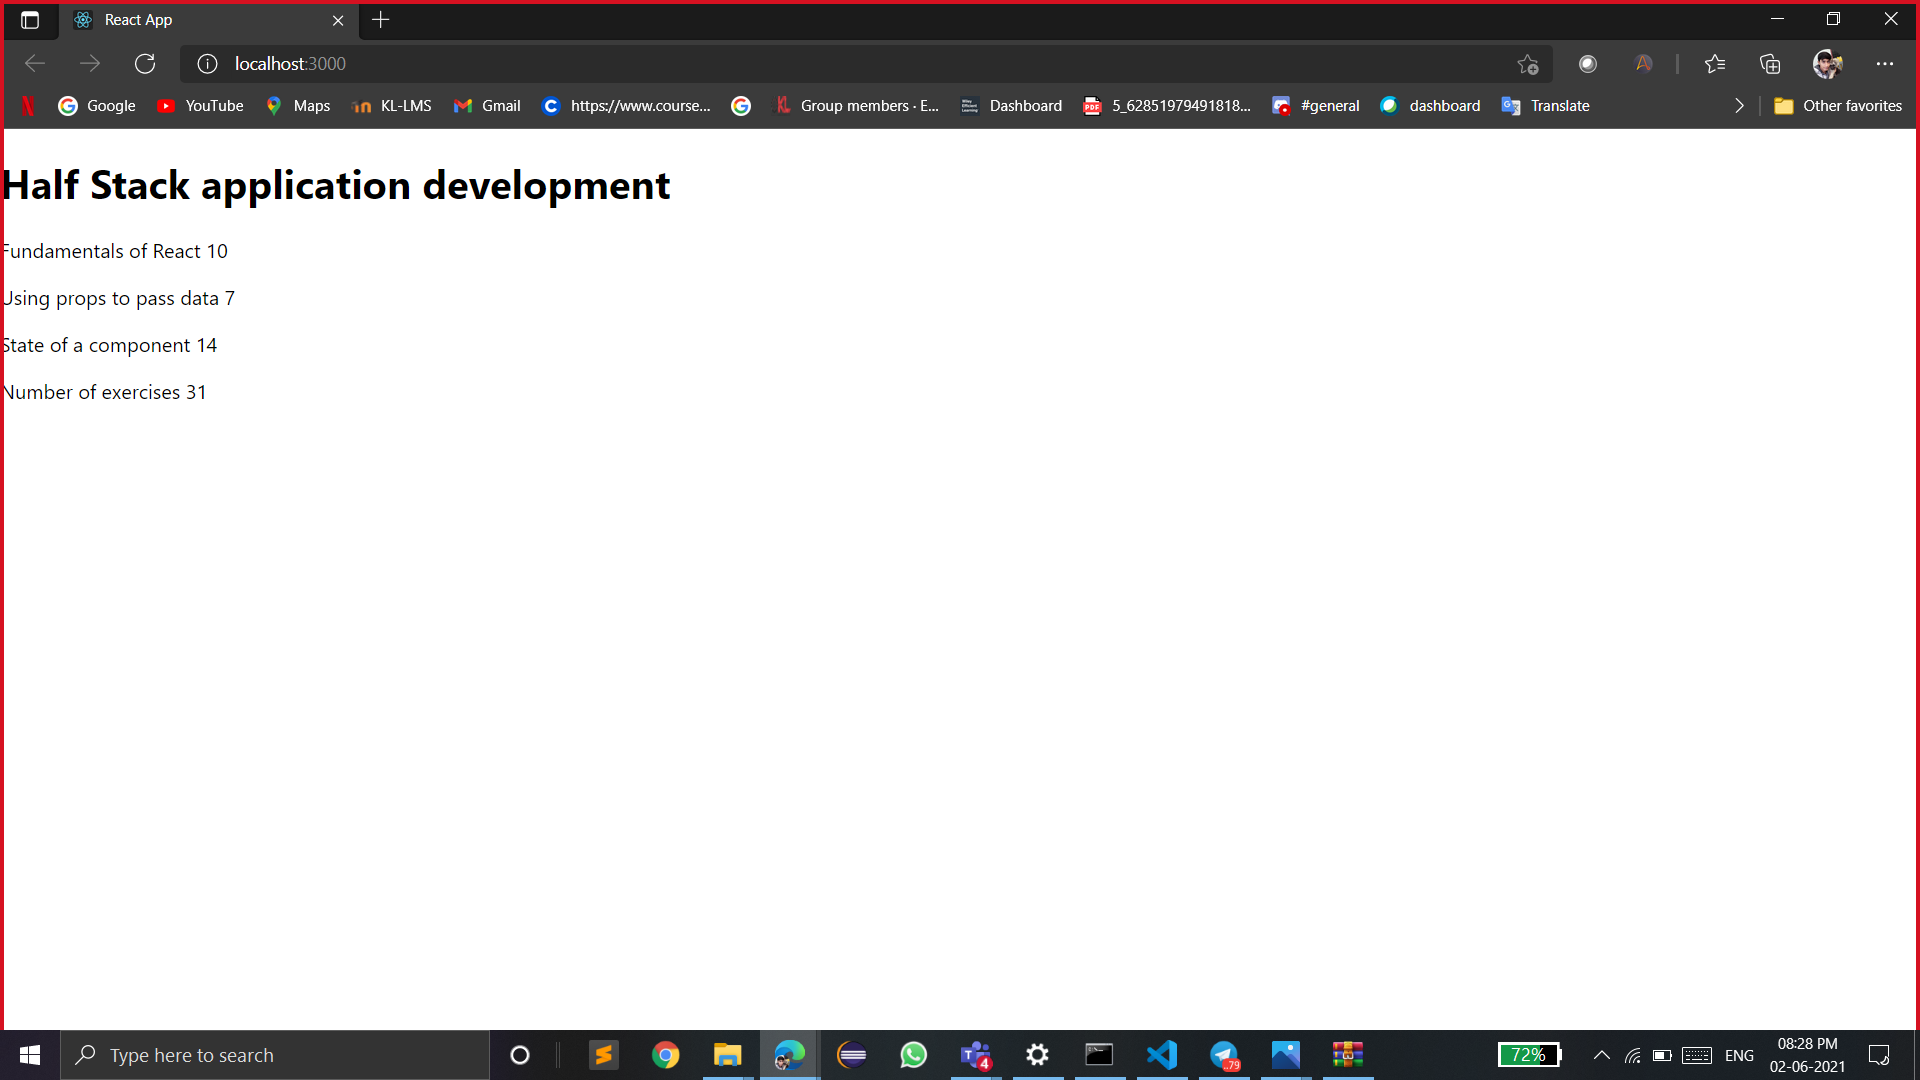 React App
localhost:3000
Google YouTube Maps KL-LMS Gmail https://www.course... Group members · E... Dashboard 5_62851979491818... #general dashboard Translate Other favorites
Half Stack application development
Fundamentals of React 10
Using props to pass data 7
State of a component 14
Number of exercises 31
Type here to search
4
..79
72%
ENG
08:28 PM
02-06-2021